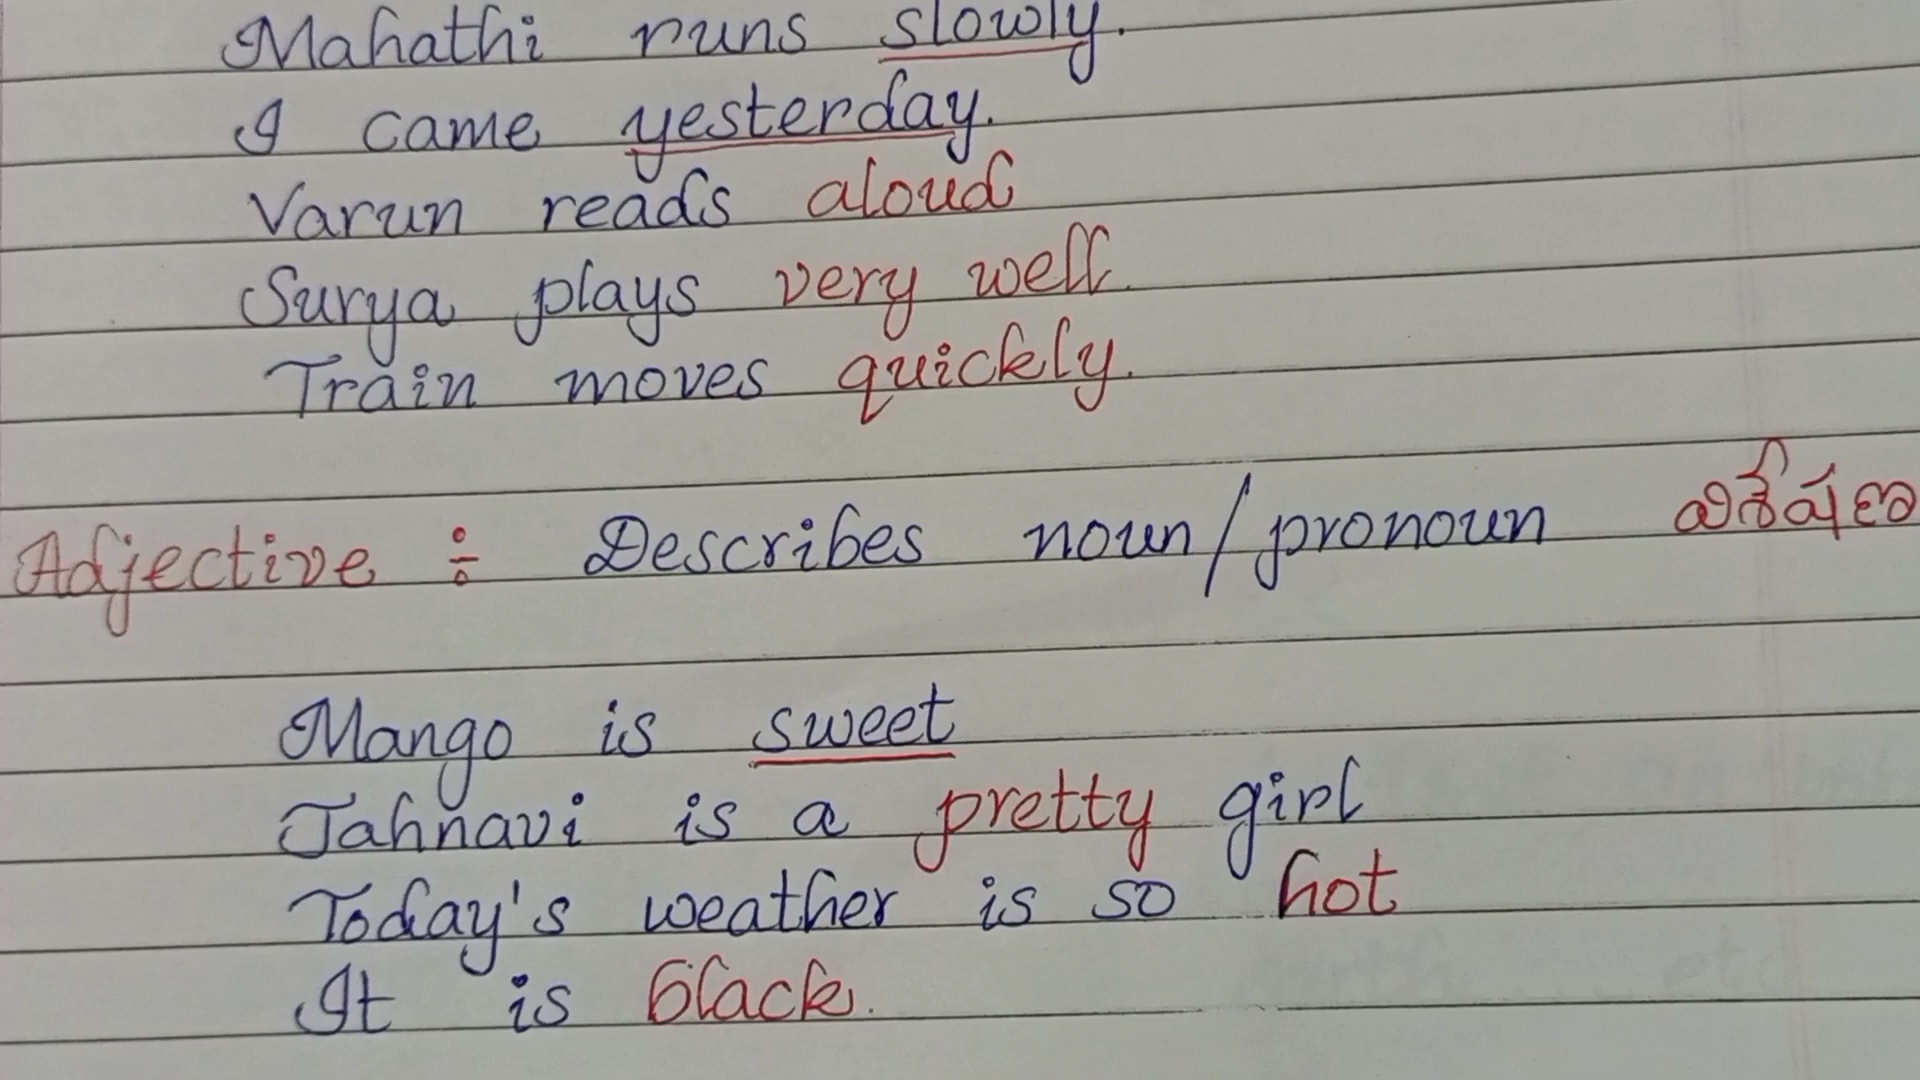 Mahathi runs slowly.
I came yesterday.
Varun reads aloud
Surya plays very well.
Train moves quickly.
Adjective : Describes noun/pronoun విశేషణ
Mango is sweet
Jahnavi is a pretty girl
Today's weather is so hot
It is black.